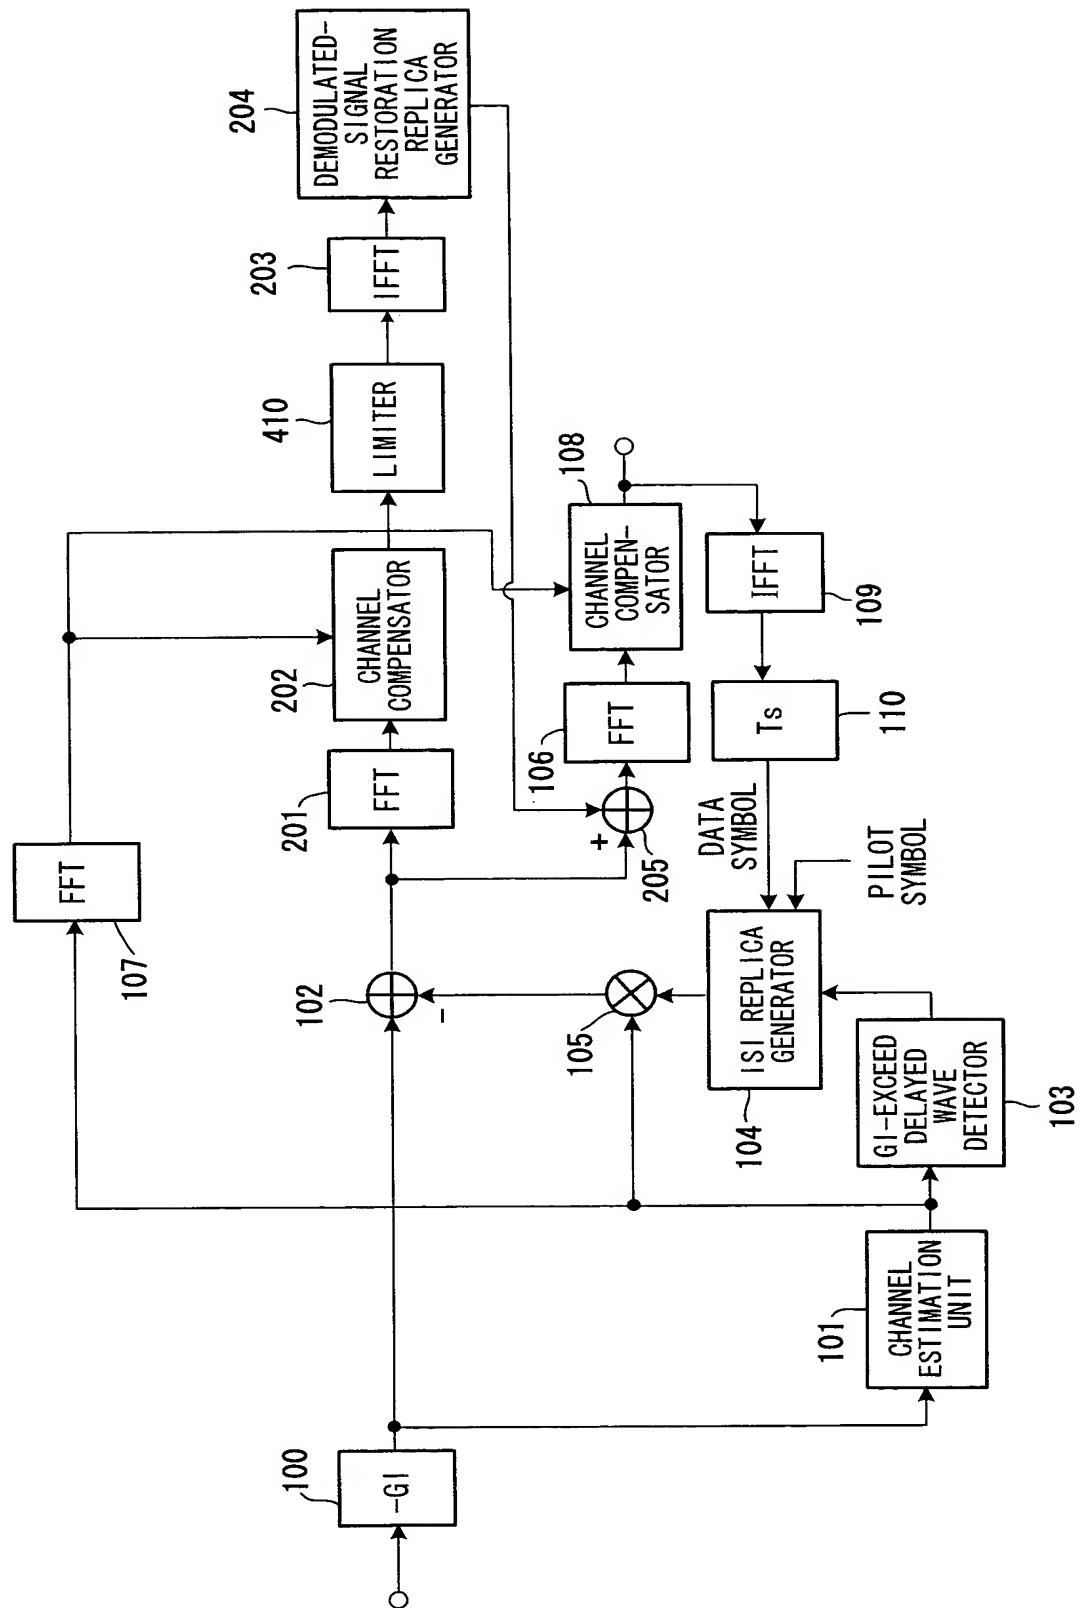 100
-GI
101
CHANNEL
ESTIMATION
UNIT
107
FFT
102
-
105
104
ISI REPLICA
GENERATOR
103
GI-EXCEED
DELAYED
WAVE
DETECTOR
201
FFT
202
CHANNEL
COMPENSATOR
410
LIMITER
203
IFFT
204
DEMODULATED-
SIGNAL
RESTORATION
REPLICA
GENERATOR
+
205
106
FFT
108
CHANNEL
COMPEN-
SATOR
IFFT
109
Ts
110
DATA
SYMBOL
PILOT
SYMBOL